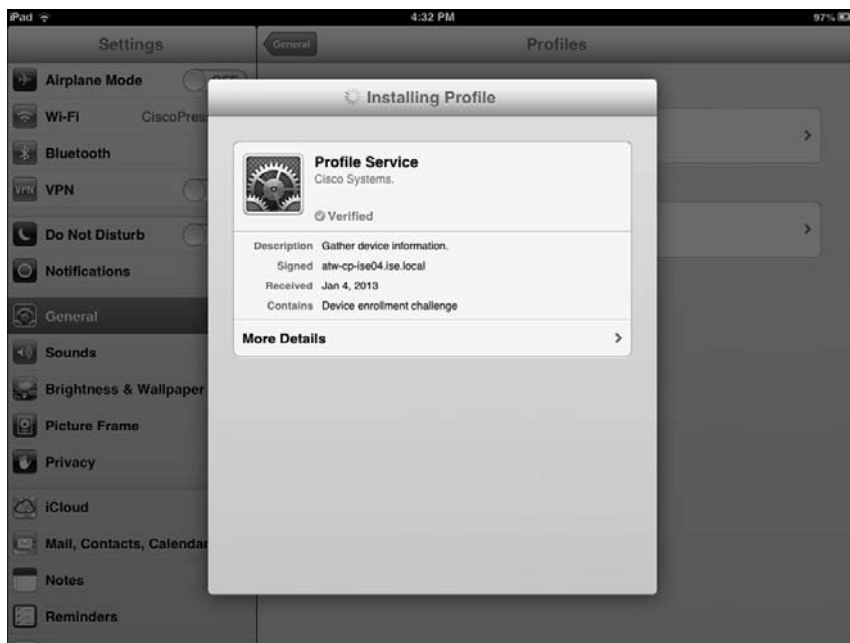 iPad 4:32 PM 97%
Settings
General
Profiles
Airplane Mode
Wi-Fi CiscoPres
Bluetooth
VPN VPN
Do Not Disturb
Notifications
General
Sounds
Brightness & Wallpaper
Picture Frame
Privacy
iCloud
Mail, Contacts, Calendar
Notes
Reminders
Installing Profile
Profile Service
Cisco Systems.
Verified
Description Gather device information.
Signed atw-cp-ise04.ise.local
Received Jan 4, 2013
Contains Device enrollment challenge
More Details